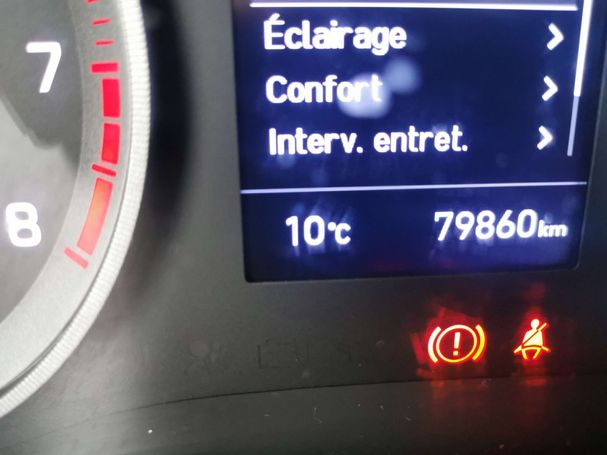 7
Éclairage >
Confort >
Interv. entret. >
8
10°C 79860km